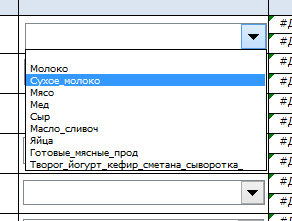 #Д
#Д
#Д
Молоко
#Д
Сухое_молоко
Мясо
#Д
Мед
Сыр
#Д
Масло_сливоч
Яйца
#Д
Готовые_мясные_прод
Творог_йогурт_кефир_сметана_сыворотка_
#Д
#Д
#Д